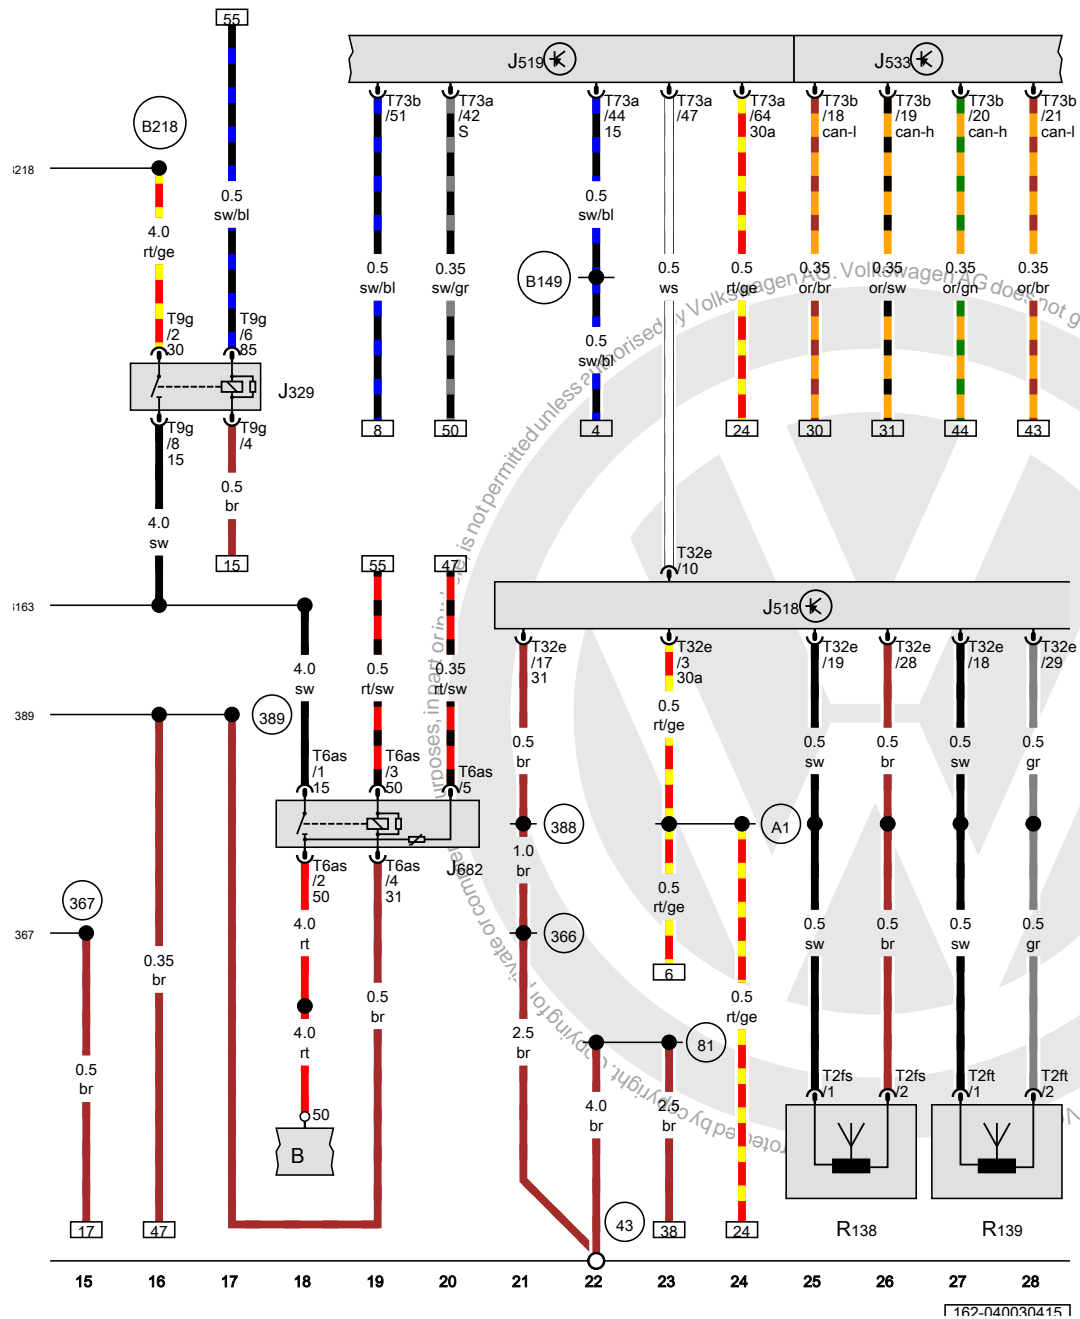 55
J519
J533
T73b
/51
T73a
/42
S
T73a
/44
15
T73a
/47
T73a
/64
30a
T73b
/18
can-l
T73b
/19
can-h
T73b
/20
can-h
T73b
/21
can-l
B218
218
4.0
rt/ge
0.5
sw/bl
0.5
sw/bl
0.35
sw/gr
0.5
sw/bl
B149
0.5
sw/bl
0.5
ws
0.5
rt/ge
0.35
or/br
0.35
or/sw
0.35
or/gn
0.35
or/br
T9g
/2
30
T9g
/6
85
J329
T9g
/8
15
T9g
/4
8
50
4
24
30
31
44
43
4.0
sw
0.5
br
15
55
47
T32e
/10
J518
163
4.0
sw
0.5
rt/sw
0.35
rt/sw
T32e
/17
31
T32e
/3
30a
T32e
/19
T32e
/28
T32e
/18
T32e
/29
389
389
0.5
br
0.5
rt/ge
0.5
sw
0.5
br
0.5
sw
0.5
gr
T6as
/1
15
T6as
/3
50
T6as
/5
J682
388
A1
T6as
/2
50
T6as
/4
31
1.0
br
0.5
rt/ge
367
367
4.0
rt
366
0.5
sw
0.5
br
0.5
sw
0.5
gr
0.35
br
0.5
br
6
0.5
rt/ge
4.0
rt
2.5
br
81
0.5
br
4.0
br
2.5
br
T2fs
/1
T2fs
/2
T2ft
/1
T2ft
/2
50
B
17
47
43
38
24
R138
R139
15 16 17 18 19 20 21 22 23 24 25 26 27 28
162-040030415